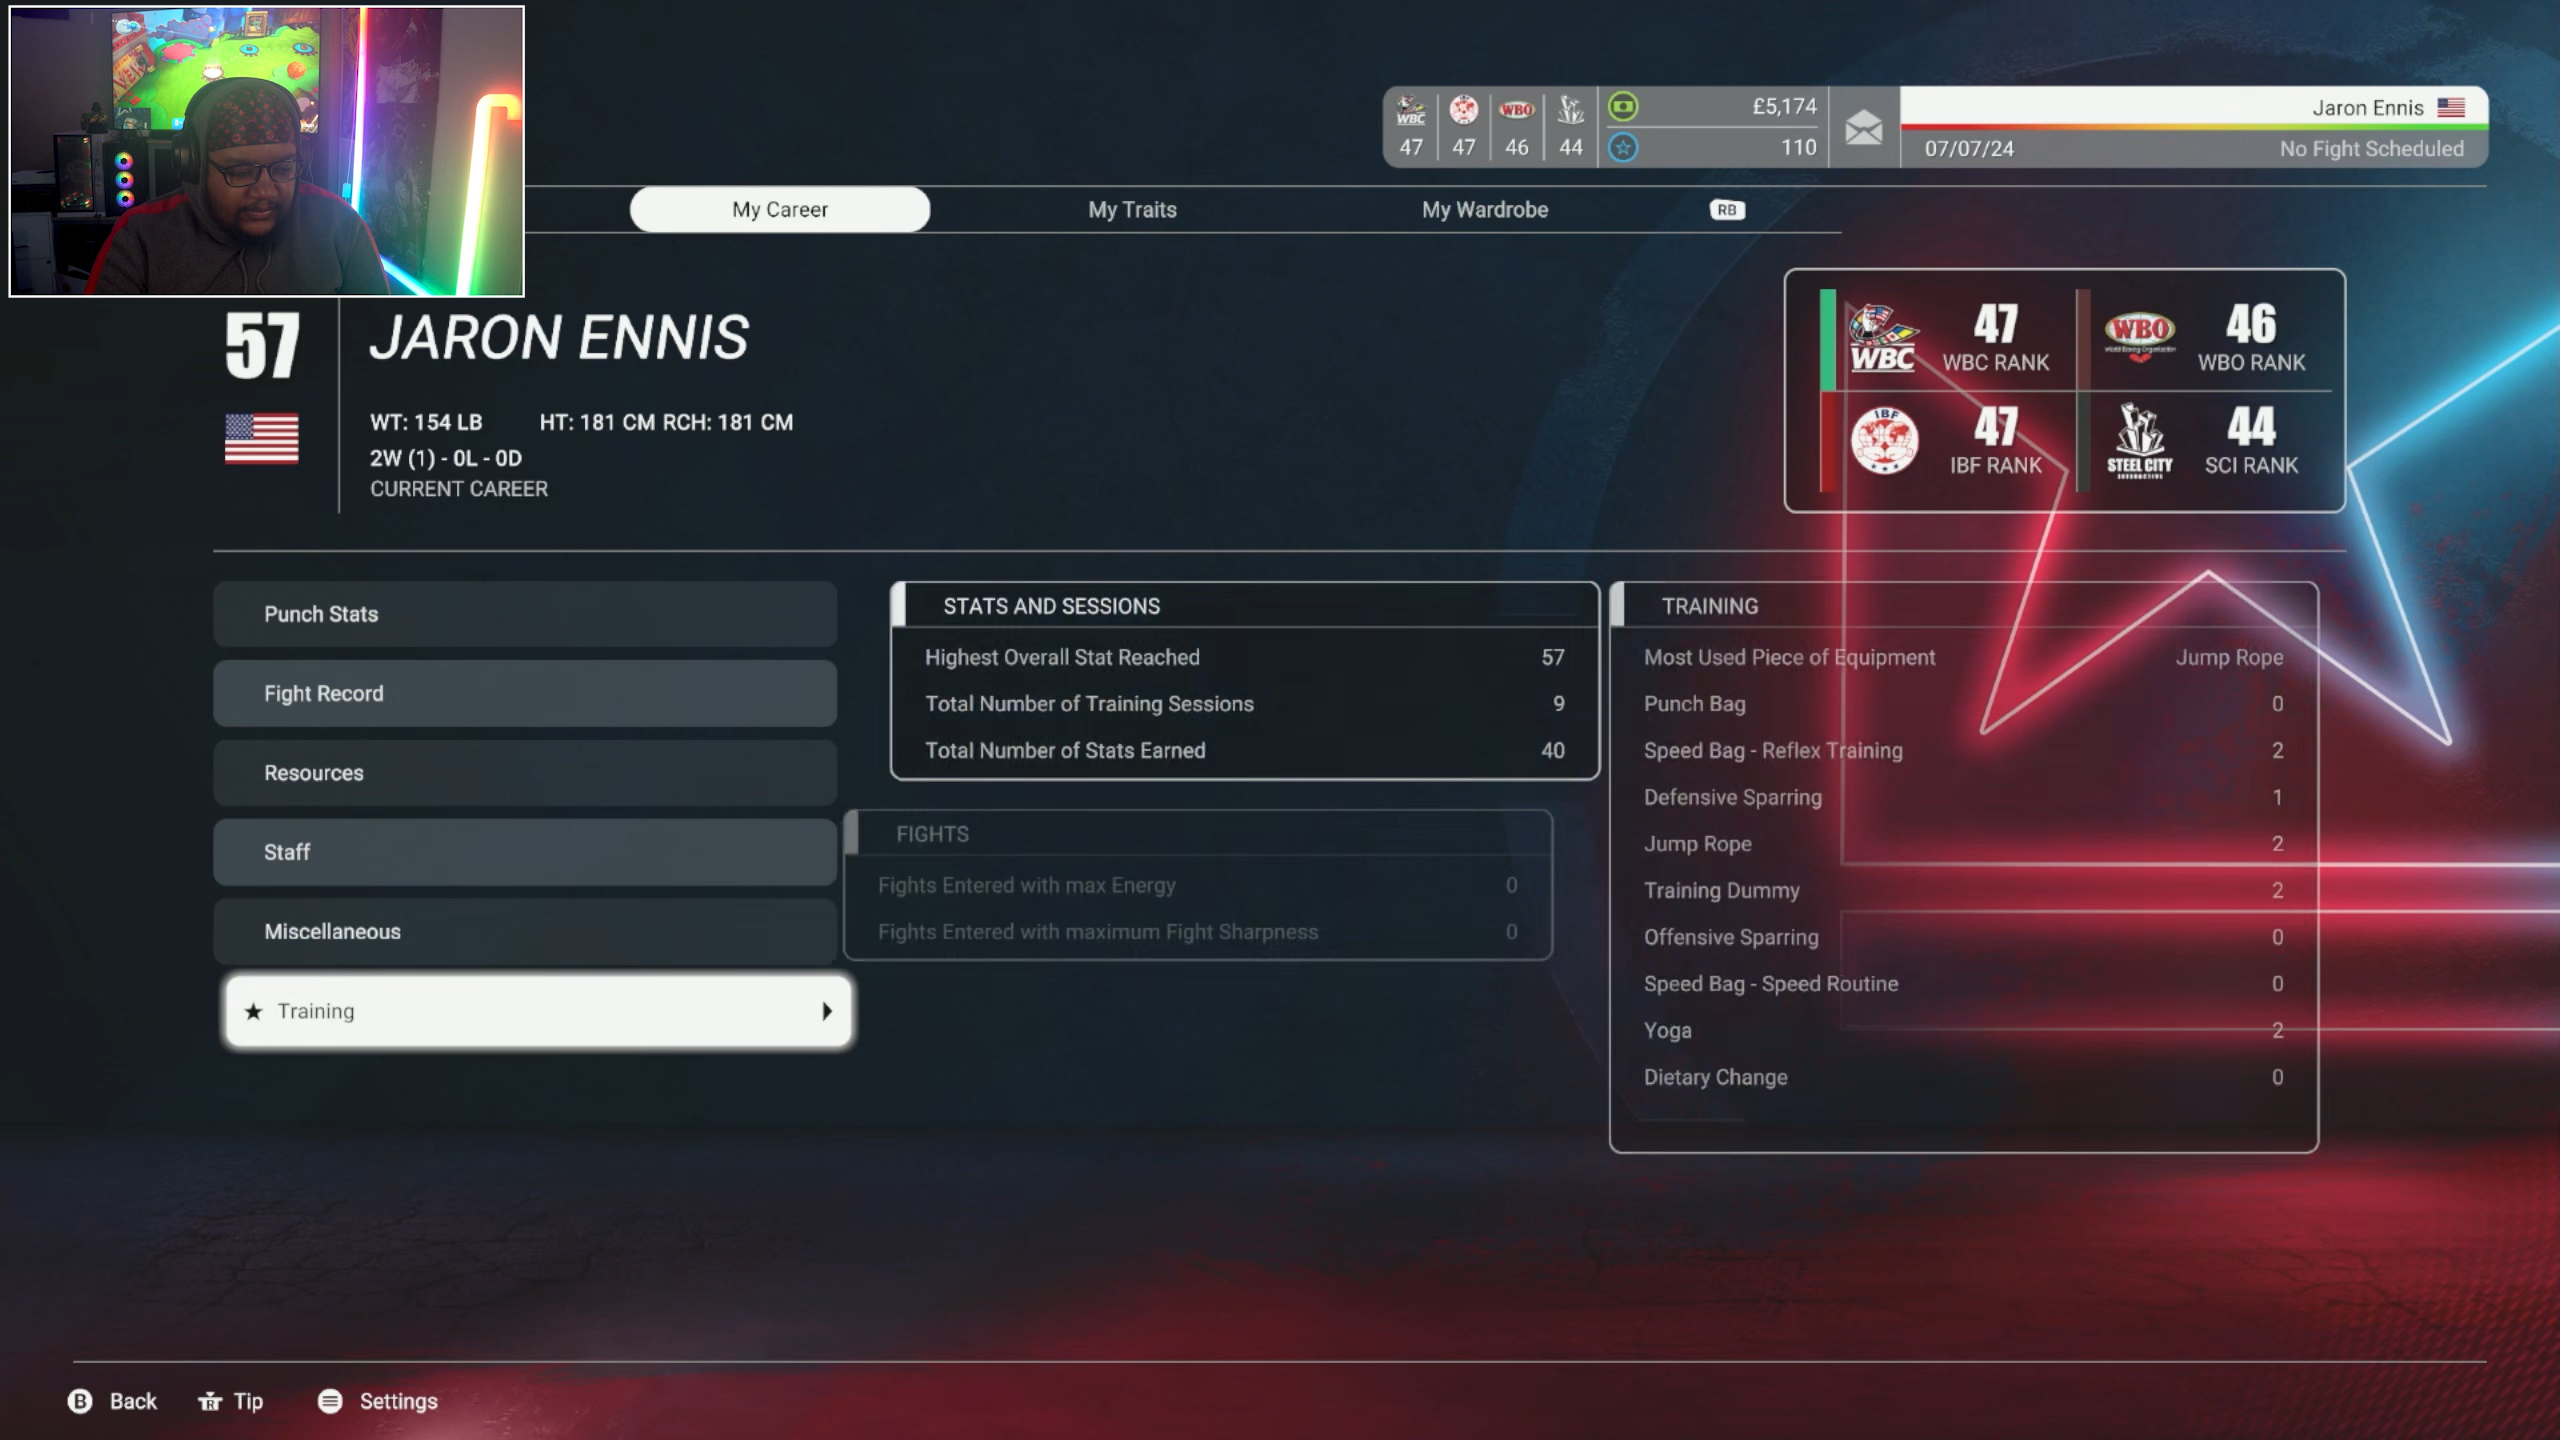 WBC
WBO
47
47
46
44
£5,174
110
Jaron Ennis
07/07/24
No Fight Scheduled
My Career
My Traits
My Wardrobe
RB
57
JARON ENNIS
WT: 154 LB
HT: 181 CM RCH: 181 CM
2W (1) - 0L - 0D
CURRENT CAREER
WBC
47
WBC RANK
WBO
World Boxing Organization
46
WBO RANK
IBF
47
IBF RANK
STEEL CITY
INTERACTIVE
44
SCI RANK
Punch Stats
Fight Record
Resources
Staff
Miscellaneous
Training
STATS AND SESSIONS
Highest Overall Stat Reached 57
Total Number of Training Sessions 9
Total Number of Stats Earned 40
FIGHTS
Fights Entered with max Energy 0
Fights Entered with maximum Fight Sharpness 0
TRAINING
Most Used Piece of Equipment Jump Rope
Punch Bag 0
Speed Bag - Reflex Training 2
Defensive Sparring 1
Jump Rope 2
Training Dummy 2
Offensive Sparring 0
Speed Bag - Speed Routine 0
Yoga 2
Dietary Change 0
B Back
R Tip
Settings